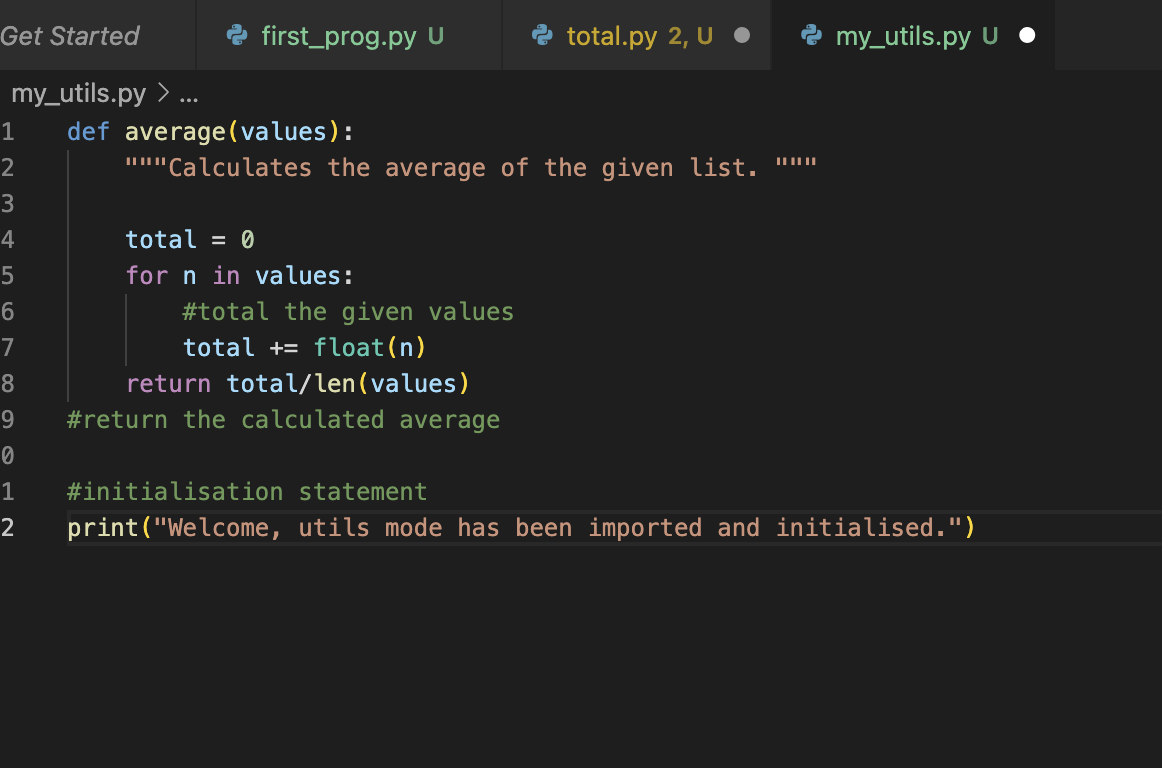 Get Started first_prog.py U total.py 2, U my_utils.py U
my_utils.py > ...
1 def average(values):
2     """Calculates the average of the given list. """
3
4     total = 0
5     for n in values:
6         #total the given values
7         total += float(n)
8     return total/len(values)
9 #return the calculated average
0
1 #initialisation statement
2 print("Welcome, utils mode has been imported and initialised.")